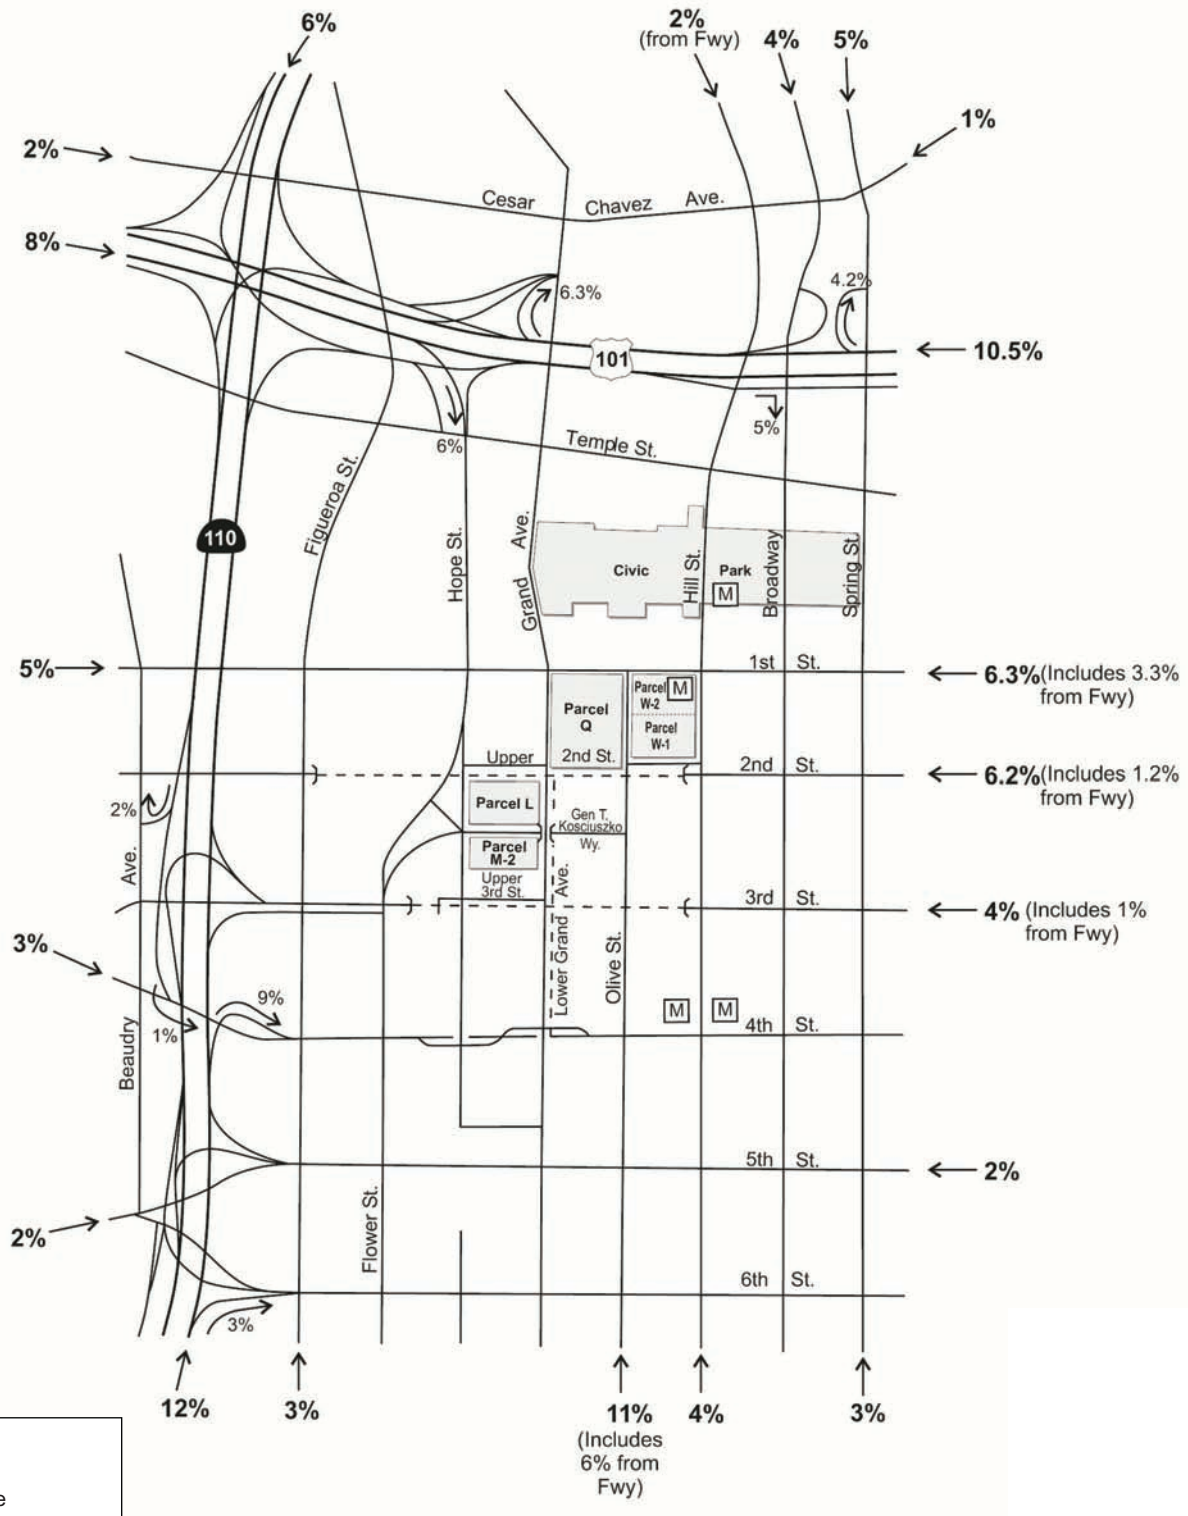 6%
2%
(from Fwy)
4%
5%
1%
2%
Cesar Chavez Ave.
8%
6.3%
4.2%
101
10.5%
5%
6%
Temple St.
Figueroa St.
110
Hope St.
Grand Ave.
Civic Park
M
Hill St.
Broadway
Spring St.
5%
1st St.
6.3% (Includes 3.3%
from Fwy)
Parcel
Q
Parcel
W-2
M
Parcel
W-1
Upper 2nd St.
2nd St.
6.2% (Includes 1.2%
from Fwy)
2%
Parcel L
Gen T.
Kosciuszko
Wy.
Parcel
M-2
Upper
3rd St.
3rd St.
4% (Includes 1%
from Fwy)
Beaudry Ave.
Lower Grand Ave.
Olive St.
3%
9%
1%
M
M
4th St.
5th St.
2%
2%
Flower St.
6th St.
3%
12%
3%
11%
(Includes
6% from
Fwy)
4%
3%
e